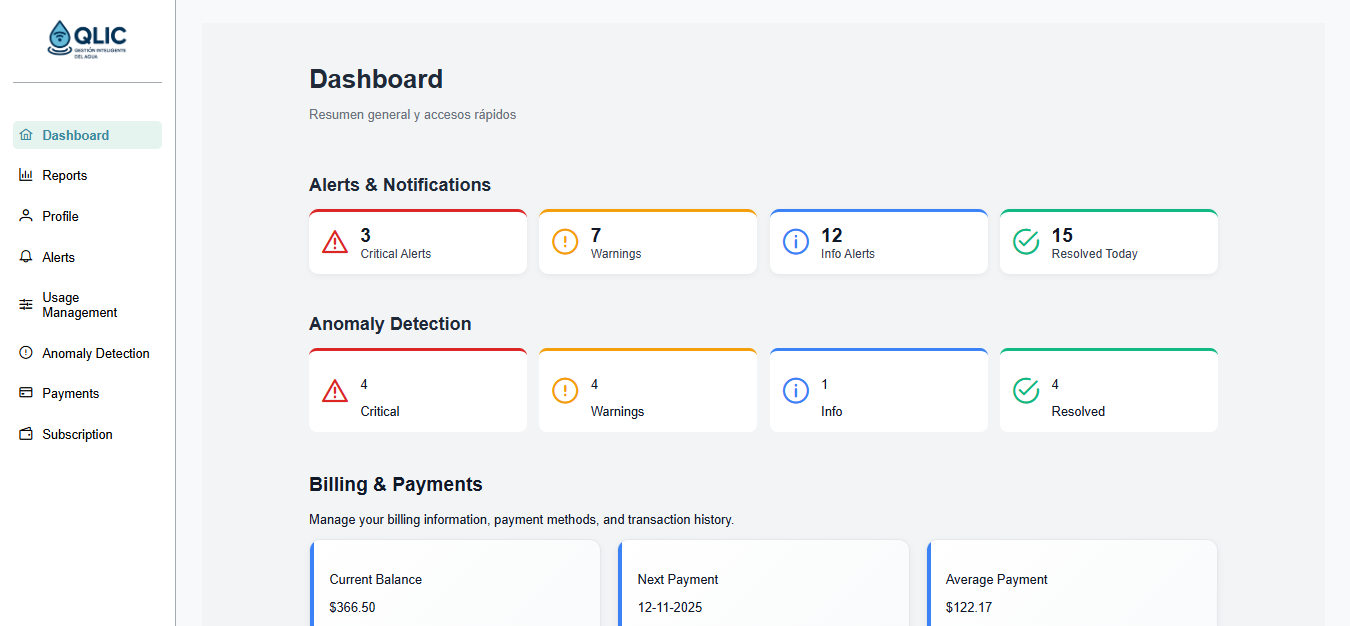 QLIC
GESTIÓN INTELIGENTE
DEL AGUA
Dashboard
Reports
Profile
Alerts
Usage
Management
Anomaly Detection
Payments
Subscription
Dashboard
Resumen general y accesos rápidos
Alerts & Notifications
3
Critical Alerts
7
Warnings
12
Info Alerts
15
Resolved Today
Anomaly Detection
4
Critical
4
Warnings
1
Info
4
Resolved
Billing & Payments
Manage your billing information, payment methods, and transaction history.
Current Balance
$366.50
Next Payment
12-11-2025
Average Payment
$122.17